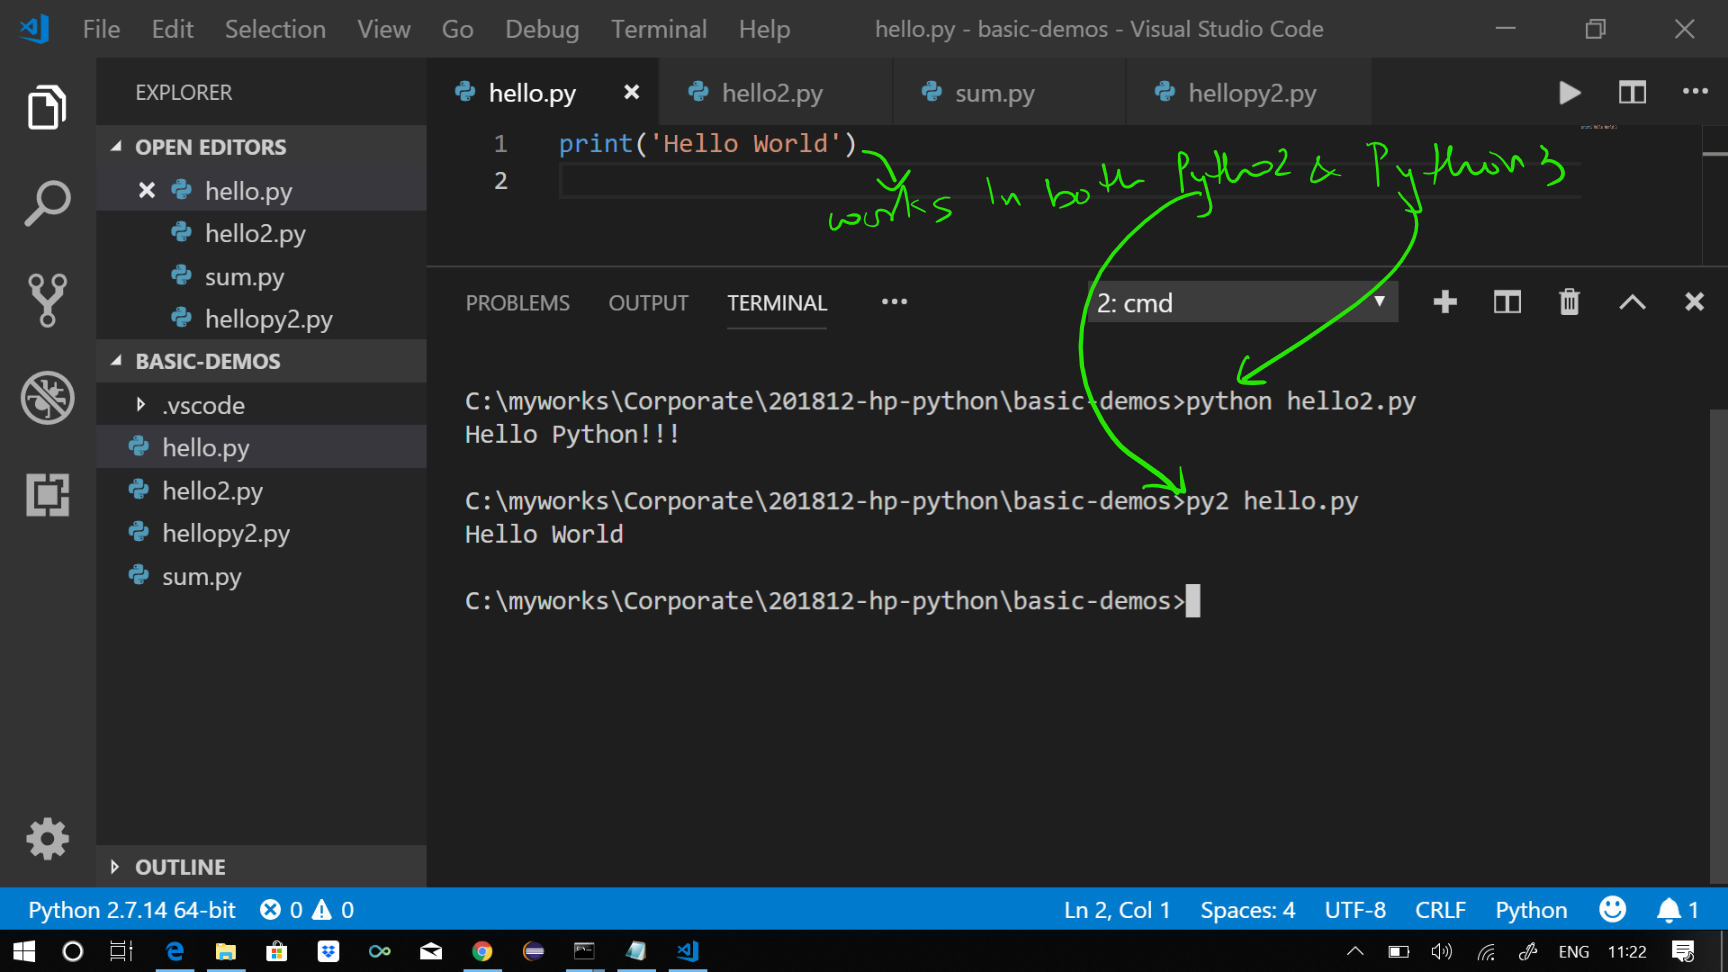 File Edit Selection View Go Debug Terminal Help hello.py - basic-demos - Visual Studio Code
EXPLORER
OPEN EDITORS
hello.py
hello2.py
sum.py
hellopy2.py
BASIC-DEMOS
.vscode
hello.py
hello2.py
hellopy2.py
sum.py
OUTLINE
hello.py hello2.py sum.py hellopy2.py
1 print('Hello World')
2
works in both Pytho2 & Python3
PROBLEMS OUTPUT TERMINAL 2: cmd
C:\myworks\Corporate\201812-hp-python\basic-demos>python hello2.py
Hello Python!!!
C:\myworks\Corporate\201812-hp-python\basic-demos>py2 hello.py
Hello World
C:\myworks\Corporate\201812-hp-python\basic-demos>
Python 2.7.14 64-bit 0 0 Ln 2, Col 1 Spaces: 4 UTF-8 CRLF Python 1
ENG 11:22